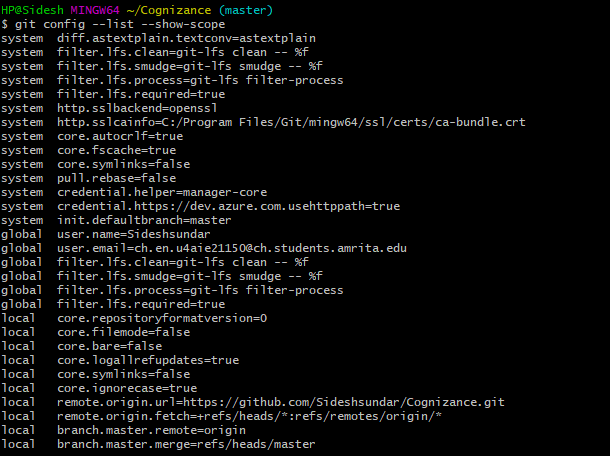 HP@Sidesh MINGW64 ~/Cognizance (master)
$ git config --list --show-scope
system  diff.astextplain.textconv=astextplain
system  filter.lfs.clean=git-lfs clean -- %f
system  filter.lfs.smudge=git-lfs smudge -- %f
system  filter.lfs.process=git-lfs filter-process
system  filter.lfs.required=true
system  http.sslbackend=openssl
system  http.sslcainfo=C:/Program Files/Git/mingw64/ssl/certs/ca-bundle.crt
system  core.autocrlf=true
system  core.fscache=true
system  core.symlinks=false
system  pull.rebase=false
system  credential.helper=manager-core
system  credential.https://dev.azure.com.usehttppath=true
system  init.defaultbranch=master
global  user.name=Sideshsundar
global  user.email=ch.en.u4aie21150@ch.students.amrita.edu
global  filter.lfs.clean=git-lfs clean -- %f
global  filter.lfs.smudge=git-lfs smudge -- %f
global  filter.lfs.process=git-lfs filter-process
global  filter.lfs.required=true
local   core.repositoryformatversion=0
local   core.filemode=false
local   core.bare=false
local   core.logallrefupdates=true
local   core.symlinks=false
local   core.ignorecase=true
local   remote.origin.url=https://github.com/Sideshsundar/Cognizance.git
local   remote.origin.fetch=+refs/heads/*:refs/remotes/origin/*
local   branch.master.remote=origin
local   branch.master.merge=refs/heads/master